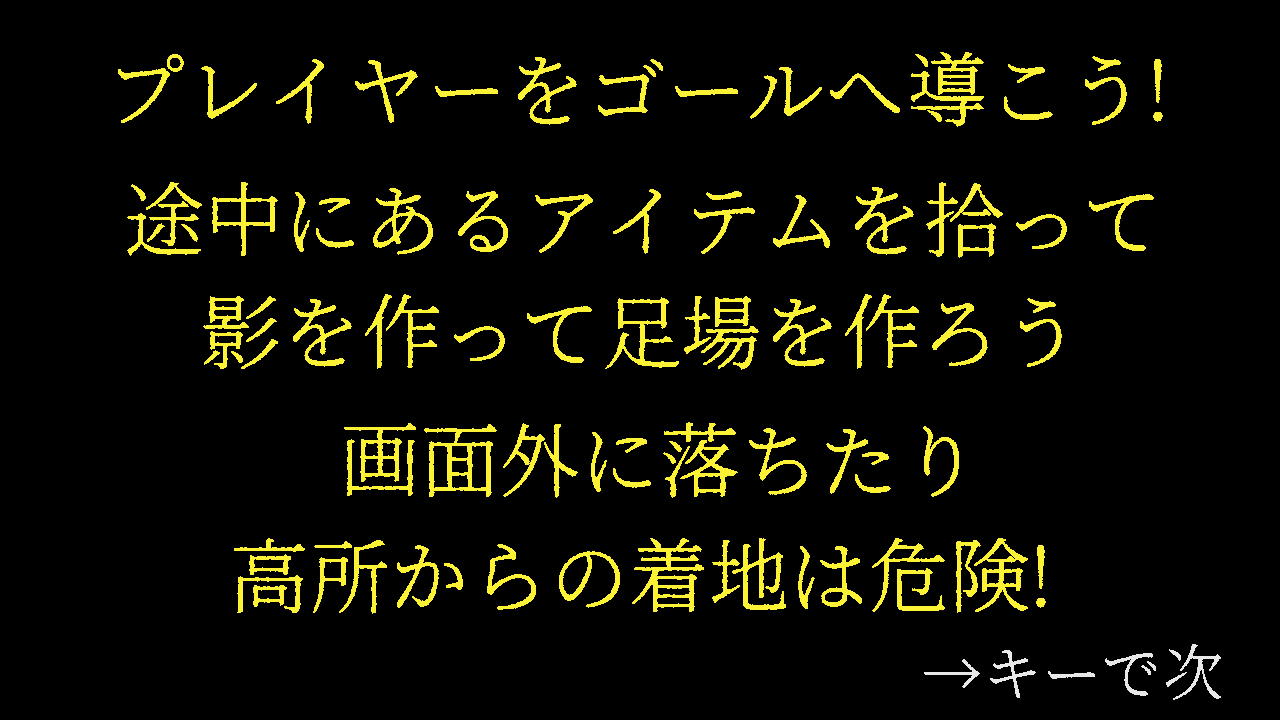 プレイヤーをゴールへ導こう!
途中にあるアイテムを拾って
影を作って足場を作ろう
画面外に落ちたり
高所からの着地は危険!
→キーで次